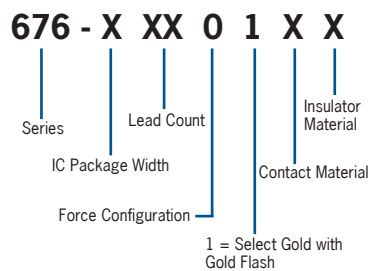 676 - X XX 0 1 X X
Insulator
Material
Lead Count
Series
IC Package Width
Contact Material
Force Configuration
1 = Select Gold with
Gold Flash